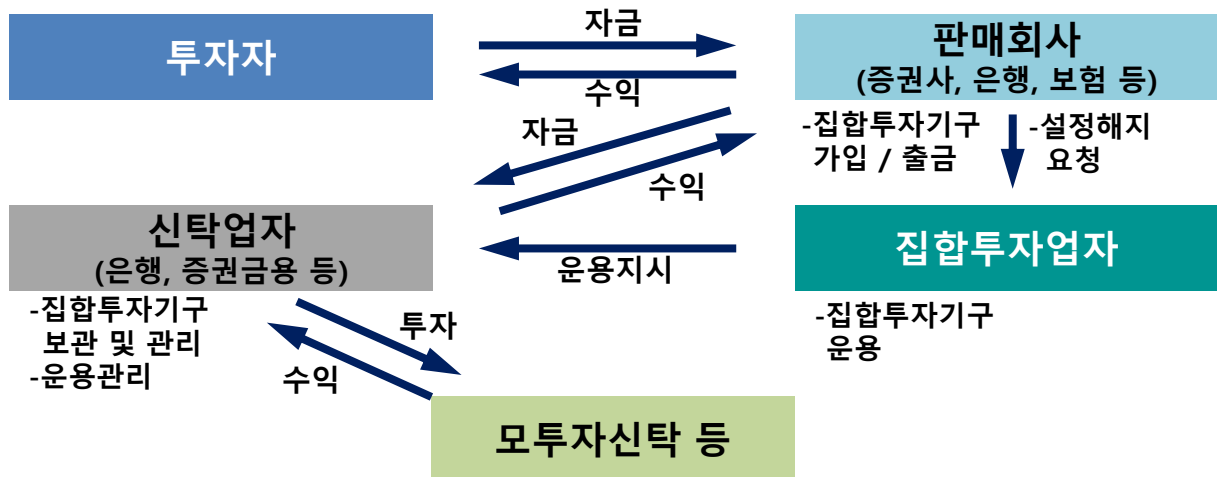 투자자
자금
수익
판매회사
(증권사, 은행, 보험 등)
-집합투자기구
가입 / 출금
-설정해지
요청
자금
수익
신탁업자
(은행, 증권금용 등)
-집합투자기구
보관 및 관리
-운용관리
운용지시
집합투자업자
-집합투자기구
운용
투자
수익
모투자신탁 등